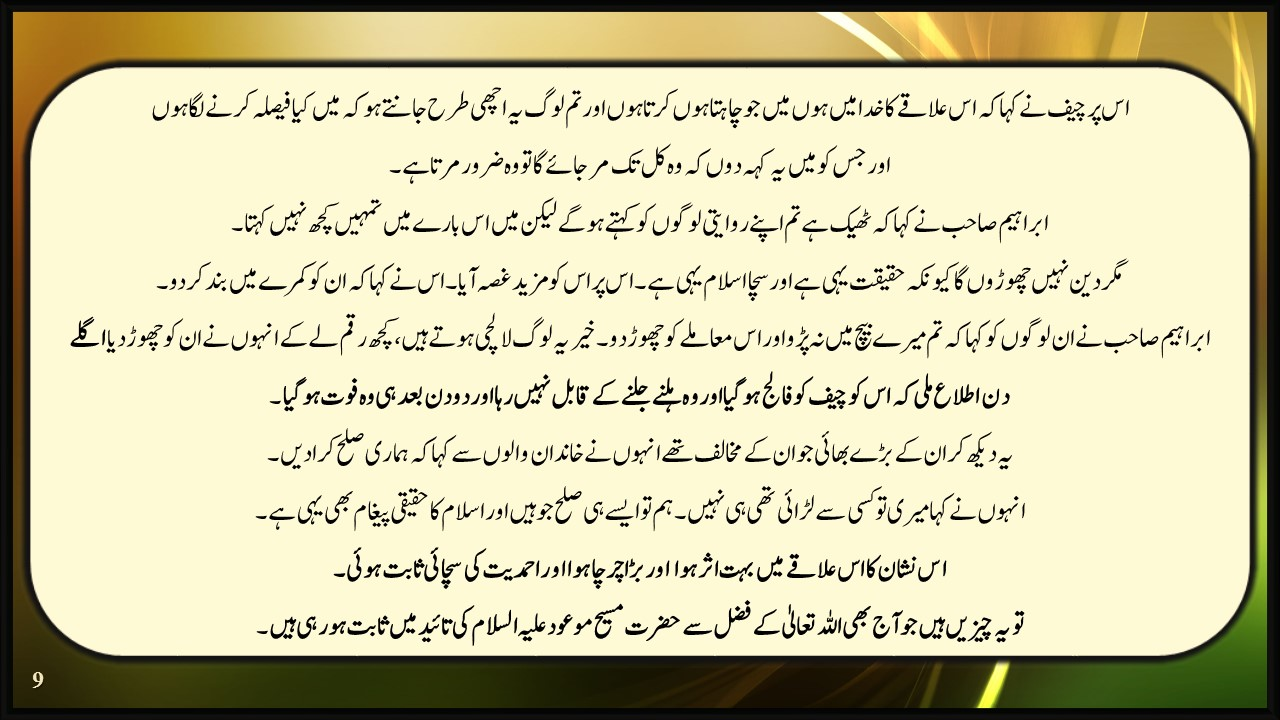 اس پر چیف نے کہا کہ اس علاقے کا خدا میں ہوں میں جو چاہتا ہوں کرتا ہوں اور تم لوگ یہ اچھی طرح جانتے ہو کہ میں کیا فیصلہ کرنے لگا ہوں
اور جس کو میں یہ کہہ دوں کہ وہ کل تک مر جائے گا تو وہ ضرور مرتا ہے۔
ابراہیم صاحب نے کہا کہ ٹھیک ہے تم اپنے روایتی لوگوں کو کہتے ہو گے لیکن میں اس بارے میں تمہیں کچھ نہیں کہتا۔
مگر دین نہیں چھوڑوں گا کیونکہ حقیقت یہی ہے اور سچا اسلام یہی ہے۔ اس پر اس کو مزید غصہ آیا۔ اس نے کہا کہ ان کو کمرے میں بند کر دو۔
ابراہیم صاحب نے ان لوگوں کو کہا کہ تم میرے بیچ میں نہ پڑو اور اس معاملے کو چھوڑ دو۔ خیر یہ لوگ لالچی ہوتے ہیں، کچھ رقم لے کے انہوں نے ان کو چھوڑ دیا اگلے
دن اطلاع ملی کہ اس کو چیف کو فالج ہو گیا اور وہ ہلنے جلنے کے قابل نہیں رہا اور دو دن بعد ہی وہ فوت ہو گیا۔
یہ دیکھ کر ان کے بڑے بھائی جو ان کے مخالف تھے انہوں نے خاندان والوں سے کہا کہ ہماری صلح کرا دیں۔
انہوں نے کہا میری تو کسی سے لڑائی تھی ہی نہیں۔ ہم تو ایسے ہی صلح جو ہیں اور اسلام کا حقیقی پیغام بھی یہی ہے۔
اس نشان کا اس علاقے میں بہت اثر ہوا اور بڑا چرچا ہوا اور احمدیت کی سچائی ثابت ہوئی۔
تو یہ چیزیں ہیں جو آج بھی اللہ تعالیٰ کے فضل سے حضرت مسیح موعود علیہ السلام کی تائید میں ثابت ہو رہی ہیں۔
9